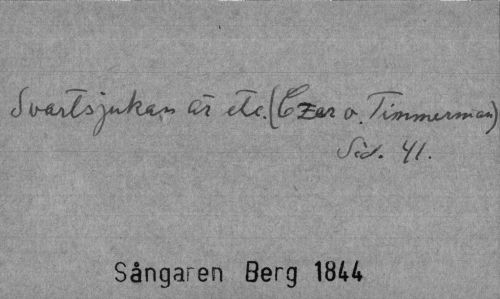 Svartsjukan är etc. (Czar o. Timmerman)
Sid. 41.
Sångaren Berg 1844